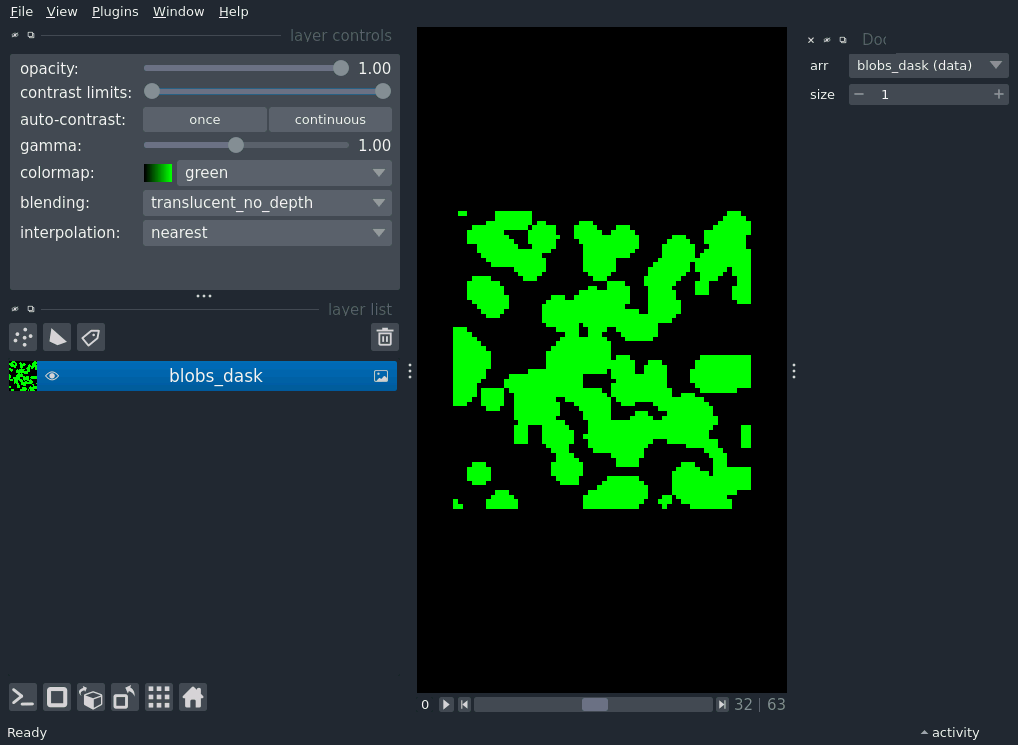 File View Plugins Window Help
layer controls
opacity: 1.00
contrast limits:
auto-contrast: once continuous
gamma: 1.00
colormap: green
blending: translucent_no_depth
interpolation: nearest
layer list
blobs_dask
0 32 | 63
Ready
arr blobs_dask (data)
size 1
activity